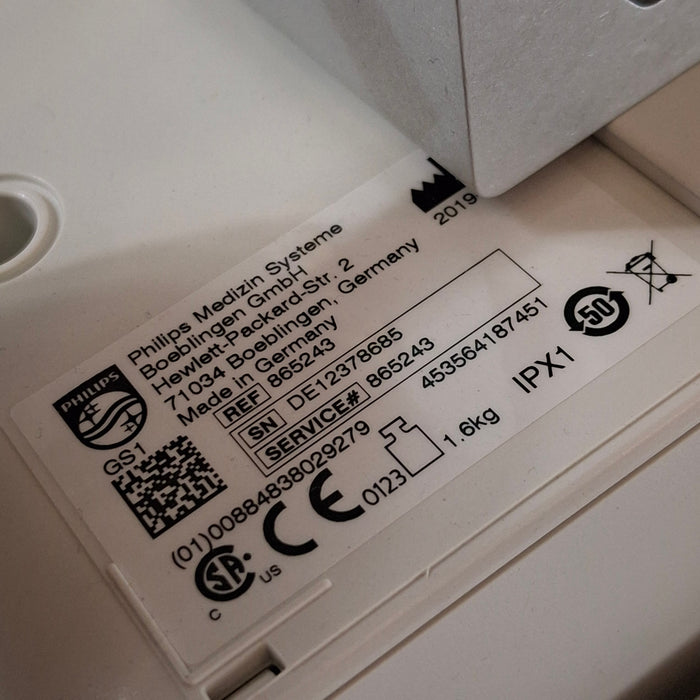 PHILIPS
Philips Medizin Systeme
Boeblingen GmbH
Hewlett-Packard-Str. 2
71034 Boeblingen, Germany
Made in Germany
2019
REF 865243
SN DE12378685
SERVICE# 865243
453564187451
GS1
(01)00884838029279
CE 0123
1.6kg
IPX1
50
C SA US